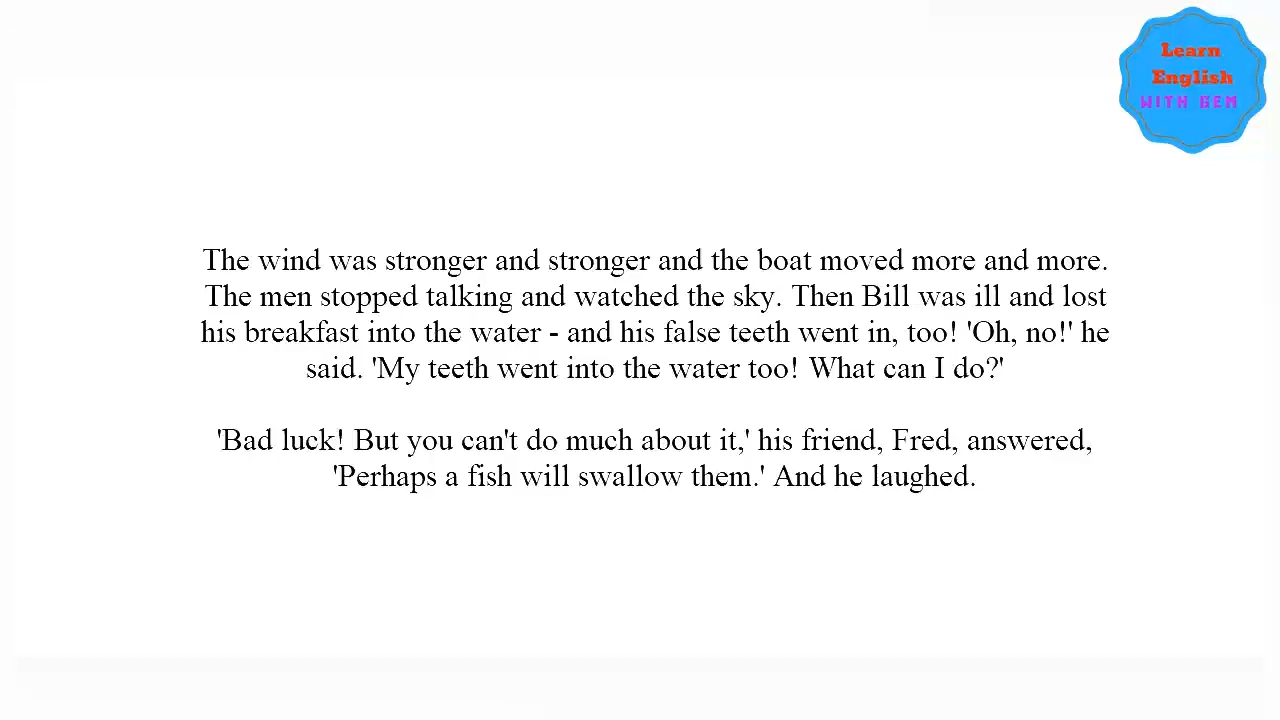 Learn
English
WITH GEM
The wind was stronger and stronger and the boat moved more and more.
The men stopped talking and watched the sky. Then Bill was ill and lost
his breakfast into the water - and his false teeth went in, too! 'Oh, no!' he
said. 'My teeth went into the water too! What can I do?'
'Bad luck! But you can't do much about it,' his friend, Fred, answered,
'Perhaps a fish will swallow them.' And he laughed.